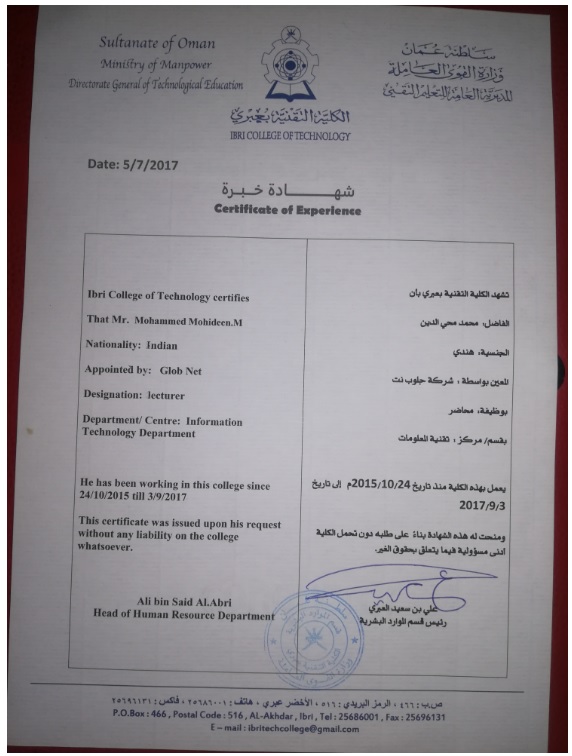 Sultanate of Oman
Ministry of Manpower
Directorate General of Technological Education
سلطنة عمان
وزارة القوى العاملة
المديرية العامة للتعليم التقني
الكلية التقنية بعبري
IBRI COLLEGE OF TECHNOLOGY
Date: 5/7/2017
شهـــــــادة خـبـرة
Certificate of Experience
Ibri College of Technology certifies
That Mr. Mohammed Mohideen.M
Nationality: Indian
Appointed by: Glob Net
Designation: lecturer
Department/ Centre: Information
Technology Department
He has been working in this college since
24/10/2015 till 3/9/2017
This certificate was issued upon his request
without any liability on the college
whatsoever.
Ali bin Said Al.Abri
Head of Human Resource Department
تشهد الكلية التقنية بعبري بأن
الفاضل: محمد محي الدين
الجنسية: هندي
المعين بواسطة : شركة جلوب نت
بوظيفة: محاضر
بقسم/ مركز : تقنية المعلومات
يعمل بهذه الكلية منذ تاريخ 2015/10/24م إلى تاريخ
2017/9/3
ومنحت له هذه الشهادة بناءً على طلبه دون تحمل الكلية
أدنى مسؤولية فيما يتعلق بحقوق الغير.
علي بن سعيد العبري
رئيس قسم الموارد البشرية
ص.ب : ٤٦٦ ، الرمز البريدي : ٥١٦ ، الأخضر عبري ، هاتف : ٢٥٦٨٦٠٠١ ، فاكس : ٢٥٦٩٦١٣١
P.O.Box : 466 , Postal Code : 516 , AL-Akhdar , Ibri , Tel : 25686001 , Fax : 25696131
E – mail : ibritechcollege@gmail.com